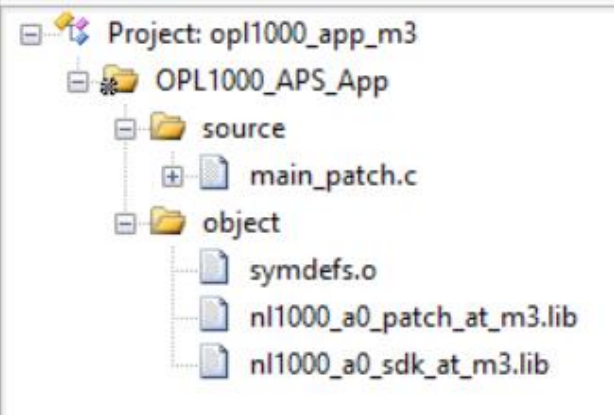 Project: opl1000_app_m3
OPL1000_APS_App
source
main_patch.c
object
symdefs.o
nl1000_a0_patch_at_m3.lib
nl1000_a0_sdk_at_m3.lib